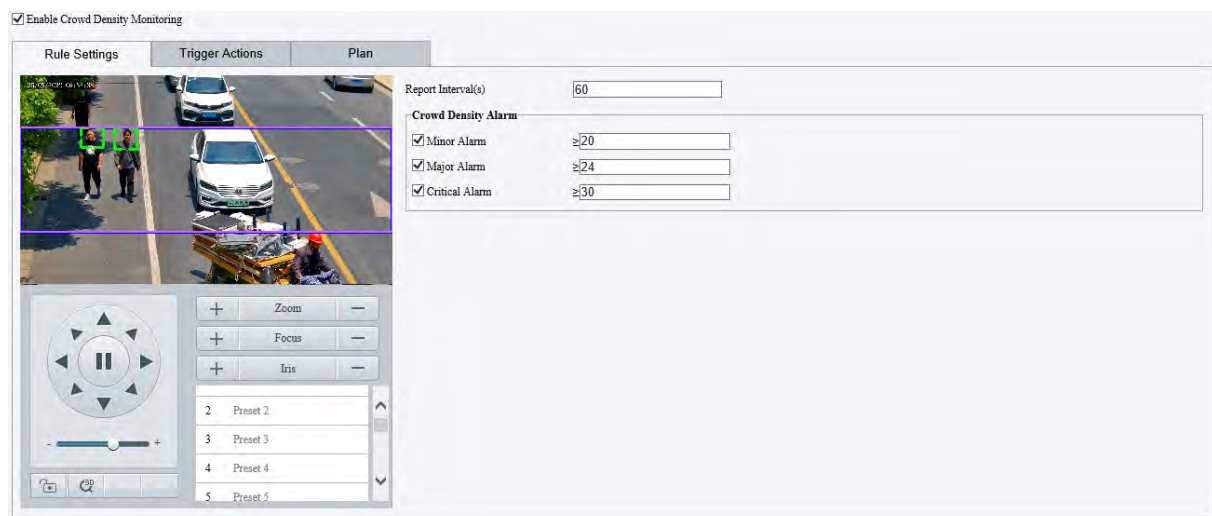 Enable Crowd Density Monitoring
Rule Settings
Trigger Actions
Plan
Report Interval(s)
60
Crowd Density Alarm
Minor Alarm
≥20
Major Alarm
≥24
Critical Alarm
≥30
+ Zoom −
+ Focus −
+ Iris −
2 Preset 2
3 Preset 3
4 Preset 4
5 Preset 5
- +
3D